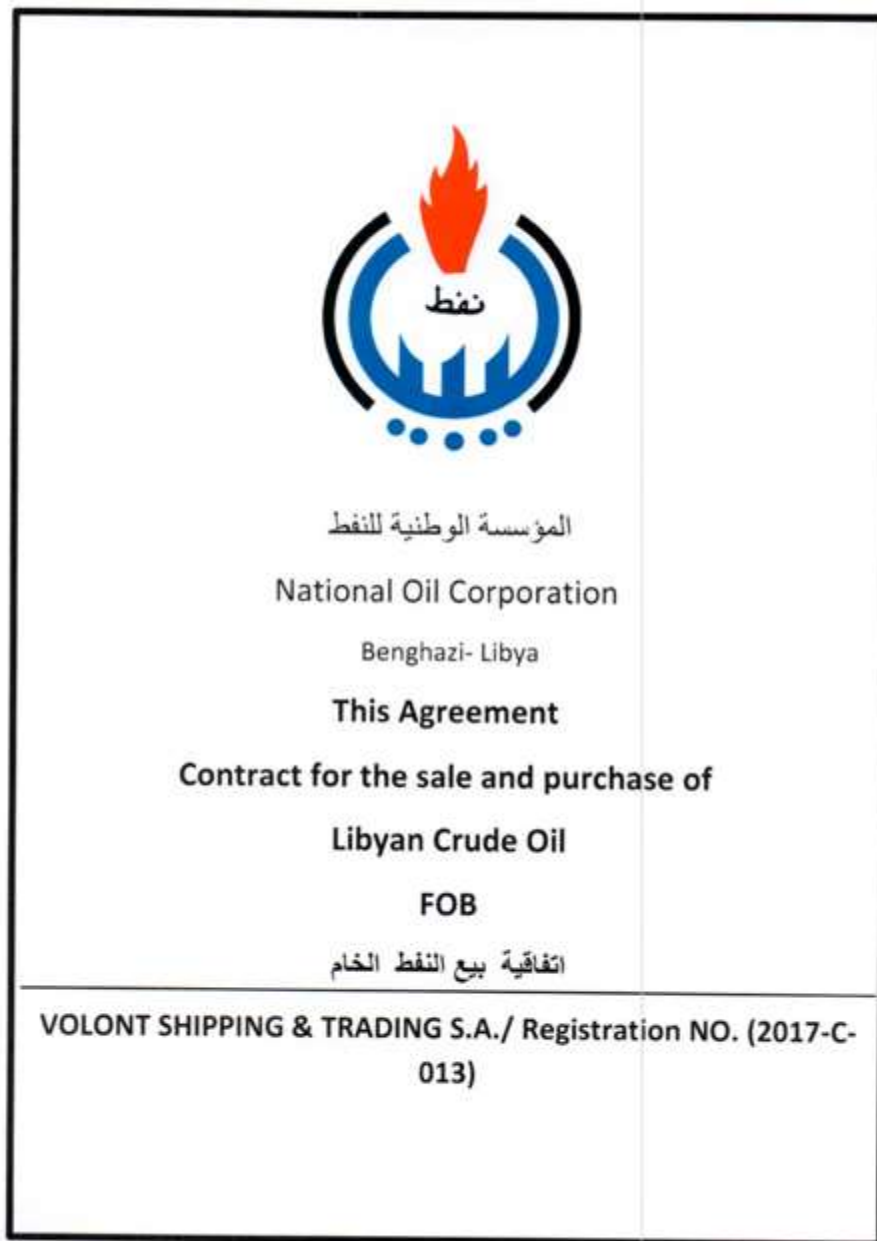 نفط
المؤسسة الوطنية للنفط
National Oil Corporation
Benghazi- Libya
This Agreement
Contract for the sale and purchase of
Libyan Crude Oil
FOB
اتفاقية بيع النفط الخام
VOLONT SHIPPING & TRADING S.A./ Registration NO. (2017-C-
013)